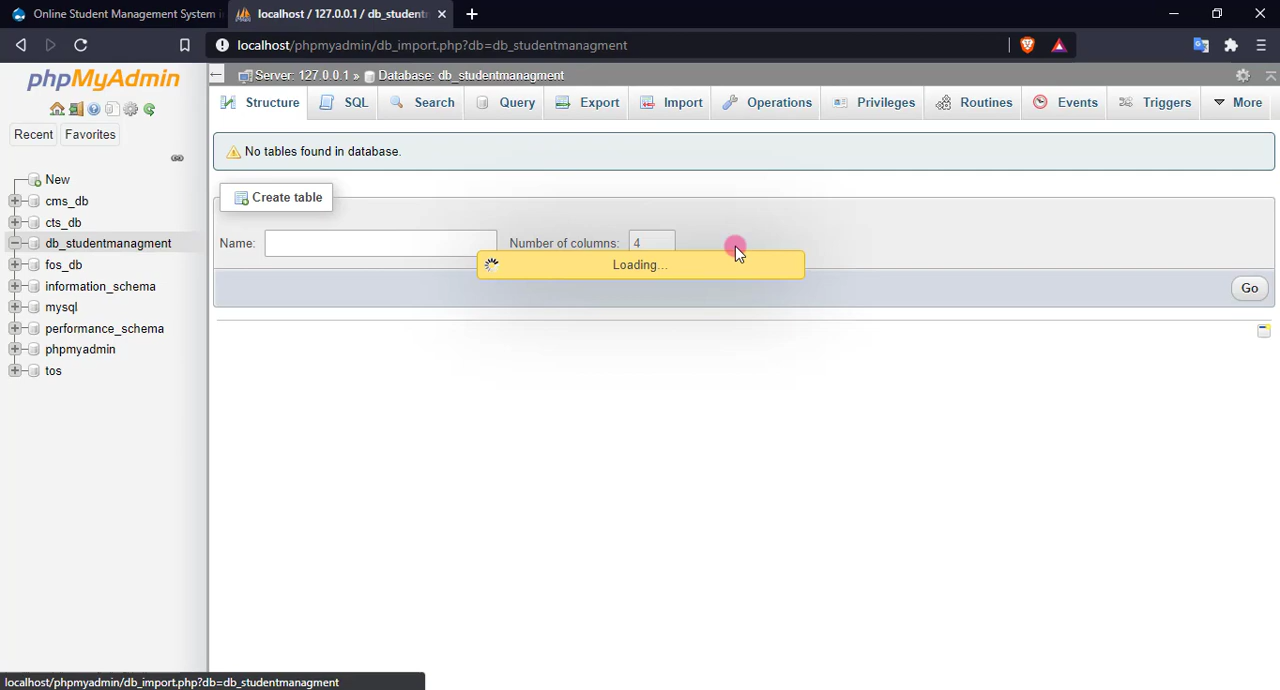 Online Student Management System i
localhost / 127.0.0.1 / db_student
localhost/phpmyadmin/db_import.php?db=db_studentmanagment
phpMyAdmin
Recent
Favorites
New
cms_db
cts_db
db_studentmanagment
fos_db
information_schema
mysql
performance_schema
phpmyadmin
tos
Server: 127.0.0.1 » Database: db_studentmanagment
Structure
SQL
Search
Query
Export
Import
Operations
Privileges
Routines
Events
Triggers
More
No tables found in database.
Create table
Name:
Number of columns: 4
Loading...
Go
localhost/phpmyadmin/db_import.php?db=db_studentmanagment